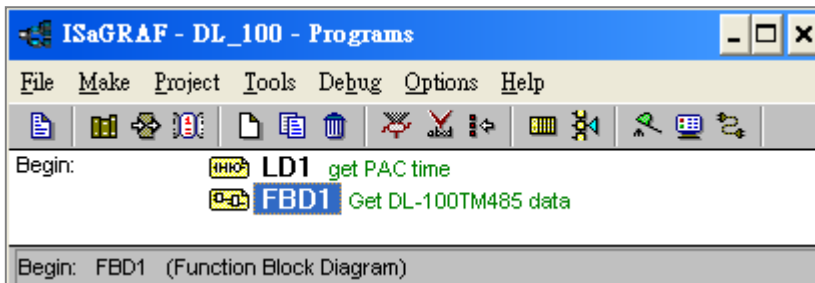 ISaGRAF - DL_100 - Programs
File Make Project Tools Debug Options Help
Begin: LD1 get PAC time
FBD1 Get DL-100TM485 data
Begin: FBD1 (Function Block Diagram)